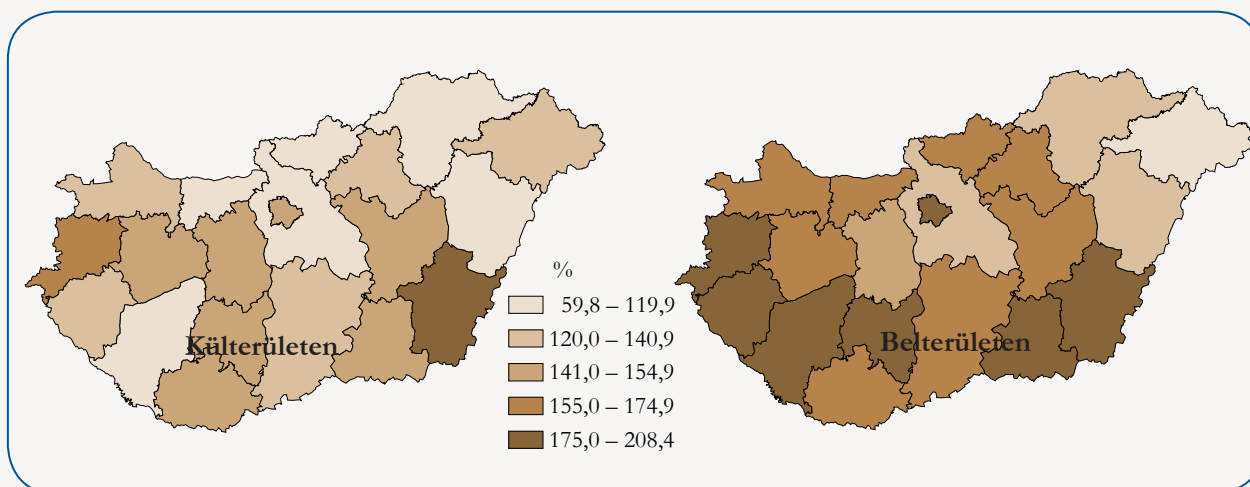 %
59,8 – 119,9
120,0 – 140,9
141,0 – 154,9
155,0 – 174,9
175,0 – 208,4
Külterületen
Belterületen